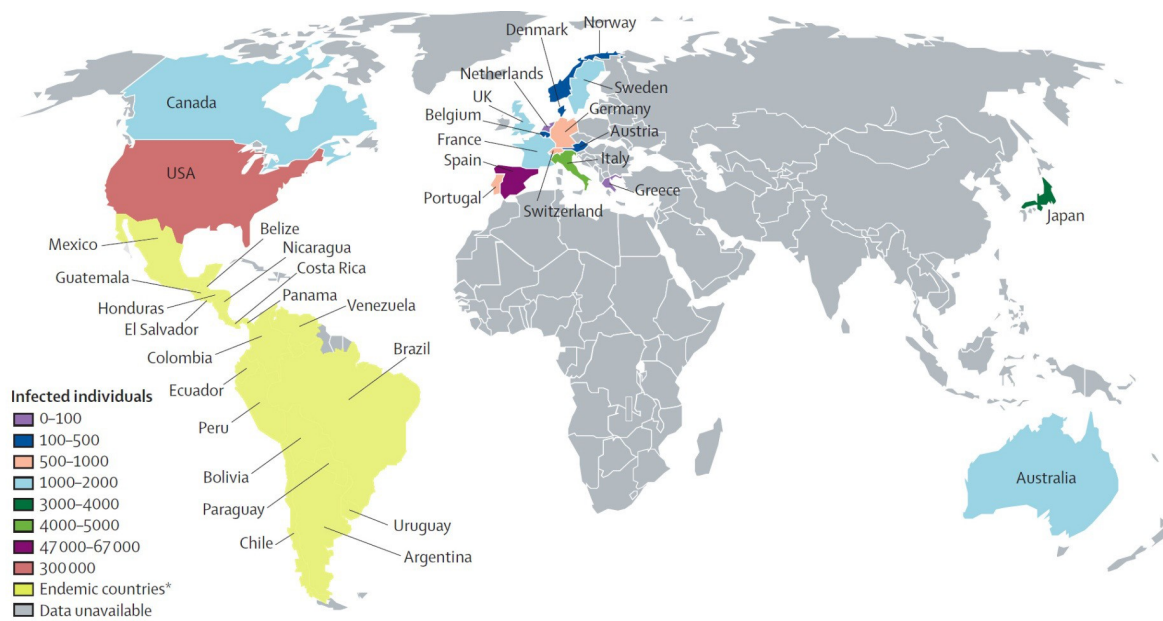 Norway
Denmark
Netherlands
Sweden
UK
Germany
Belgium
Austria
France
Italy
Spain
Greece
Portugal
Switzerland
Canada
USA
Japan
Mexico
Belize
Nicaragua
Guatemala
Costa Rica
Honduras
Panama
El Salvador
Venezuela
Colombia
Brazil
Ecuador
Peru
Bolivia
Paraguay
Uruguay
Chile
Argentina
Australia
Infected individuals
0–100
100–500
500–1000
1000–2000
3000–4000
4000–5000
47 000–67 000
300 000
Endemic countries*
Data unavailable